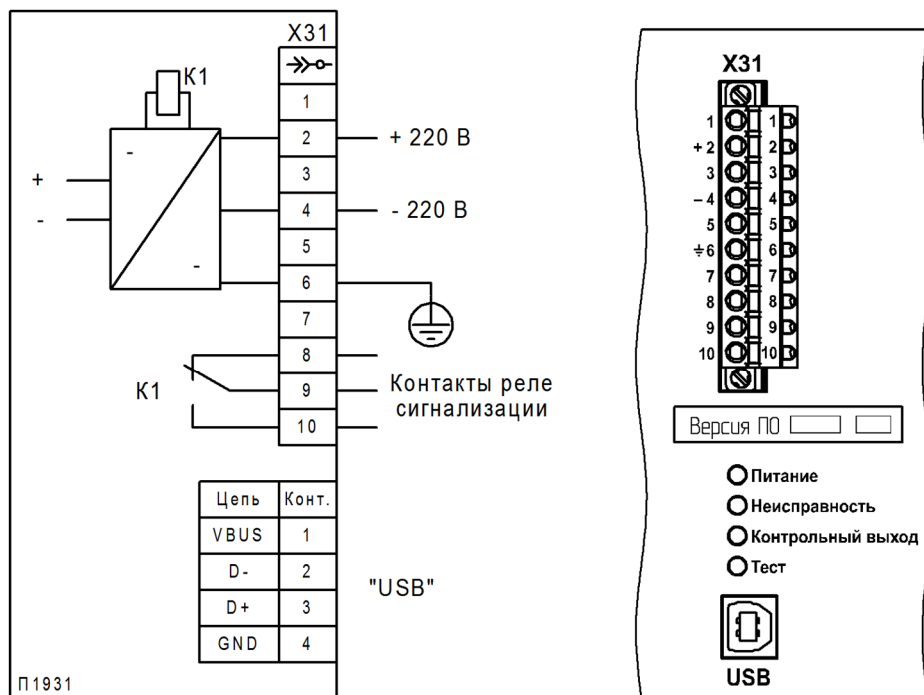 X31
К1
1
2
+ 220 В
3
+
-
-
4
- 220 В
5
-
6
7
8
К1
9
Контакты реле
сигнализации
10
Цепь Конт.
VBUS 1
D- 2
D+ 3
GND 4
"USB"
П1931
X31
1 1
+ 2 2
3 3
– 4 4
5 5
6 6
7 7
8 8
9 9
10 10
Версия ПО
Питание
Неисправность
Контрольный выход
Тест
USB